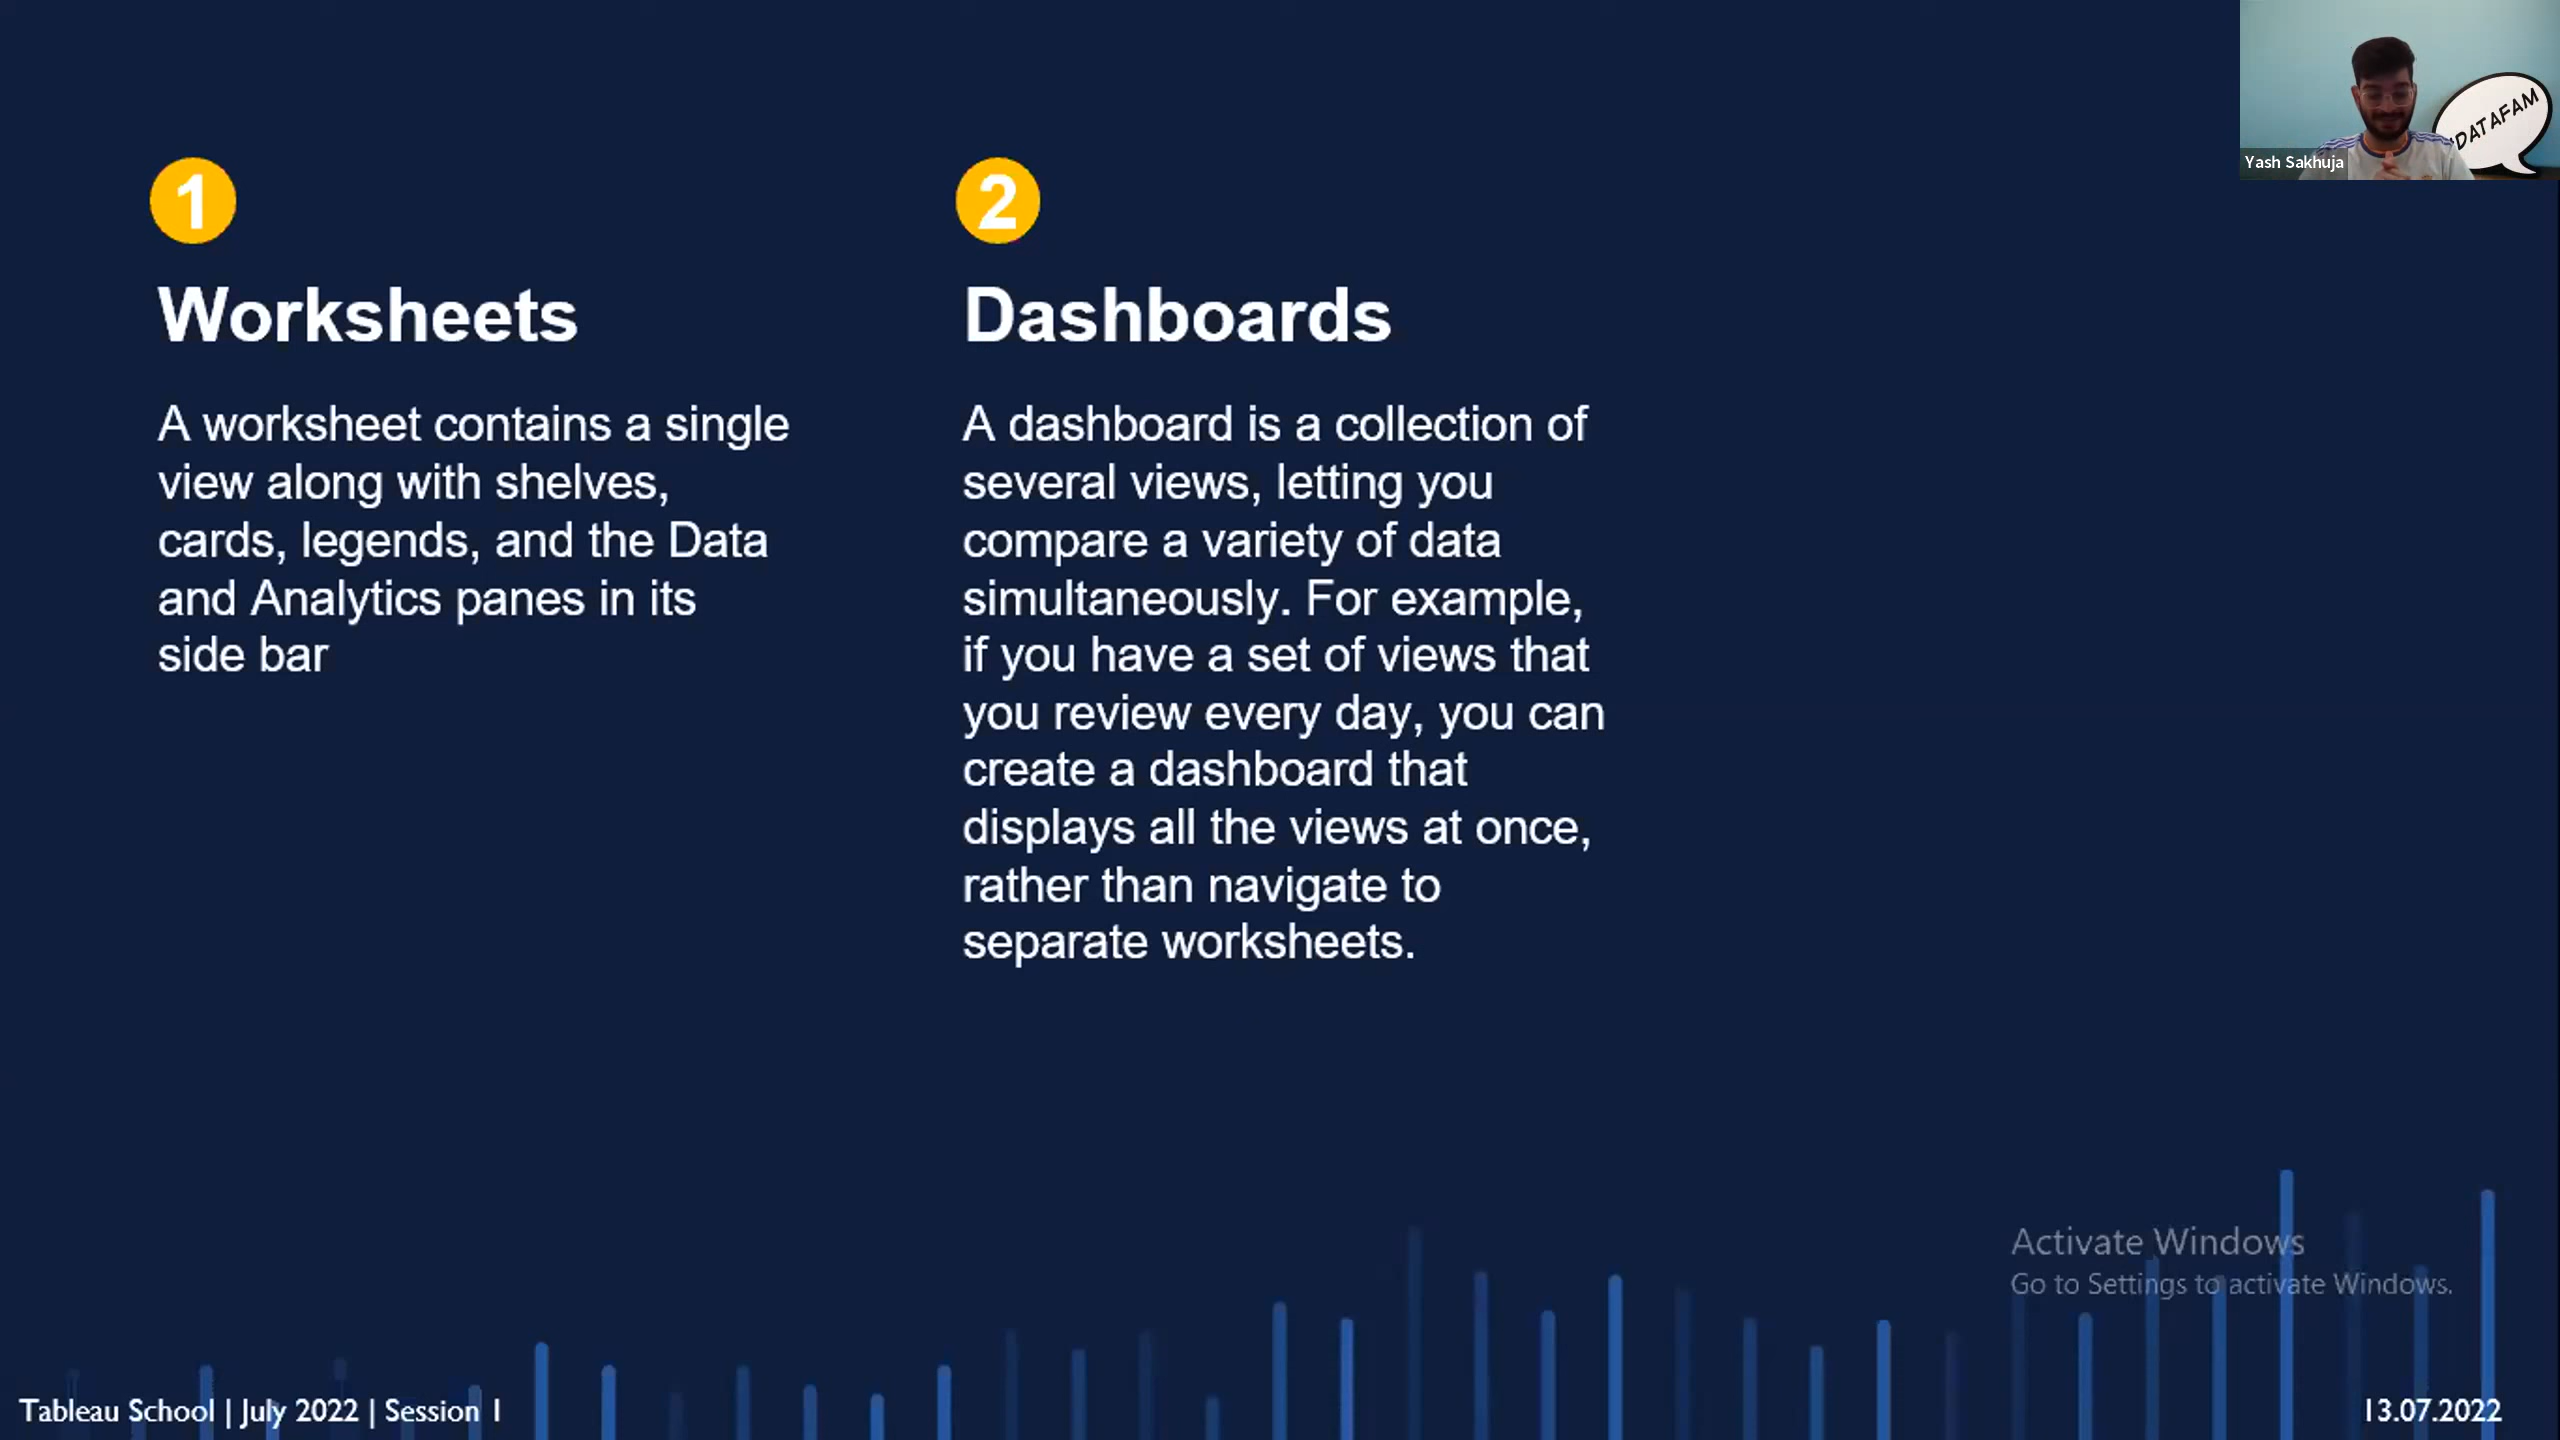 1
Worksheets
A worksheet contains a single
view along with shelves,
cards, legends, and the Data
and Analytics panes in its
side bar
2
Dashboards
A dashboard is a collection of
several views, letting you
compare a variety of data
simultaneously. For example,
if you have a set of views that
you review every day, you can
create a dashboard that
displays all the views at once,
rather than navigate to
separate worksheets.
DATAFAM
Yash Sakhuja
Activate Windows
Go to Settings to activate Windows.
Tableau School | July 2022 | Session 1
13.07.2022